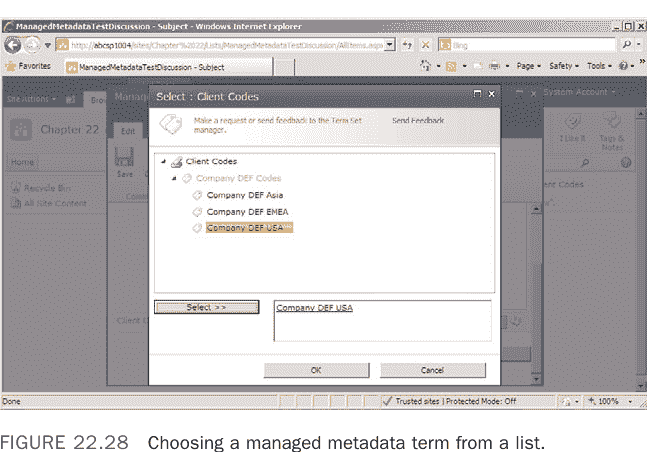 ManagedMetadataTestDiscussion - Subject - Windows Internet Explorer
http://abcsp1004/sites/Chapter%2022/Lists/ManagedMetadataTestDiscussion/AllItems.aspx
Bing
Favorites
ManagedMetadataTestDiscussion - Subject
Page
Safety
Tools
Site Actions
Select : Client Codes
System Account
Make a request or send feedback to the Term Set
manager.
Send Feedback
Chapter 22
Edit
I Like It
Tags &
Notes
Home
Save
Client Codes
Recycle Bin
Company DEF Codes
All Site Content
Company DEF Asia
Company DEF EMEA
Company DEF USA
Select >>
Company DEF USA
OK
Cancel
Done
Trusted sites | Protected Mode: Off
100%
FIGURE 22.28 Choosing a managed metadata term from a list.